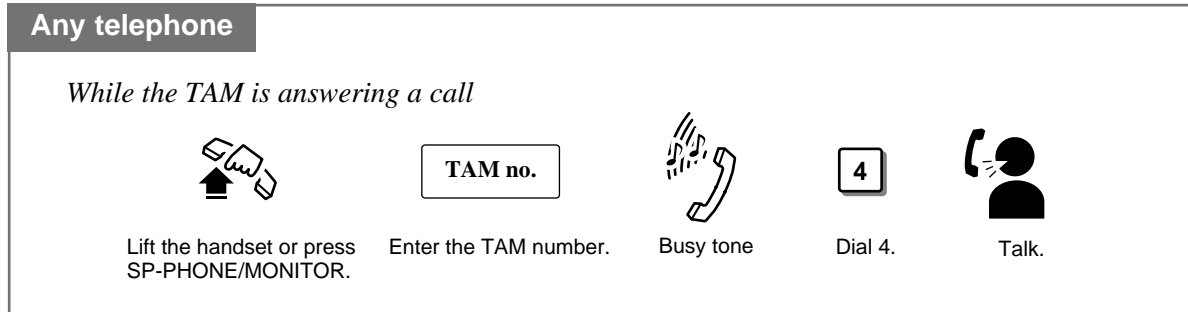 Any telephone
While the TAM is answering a call
TAM no.
4
Lift the handset or press
SP-PHONE/MONITOR.
Enter the TAM number.
Busy tone
Dial 4.
Talk.